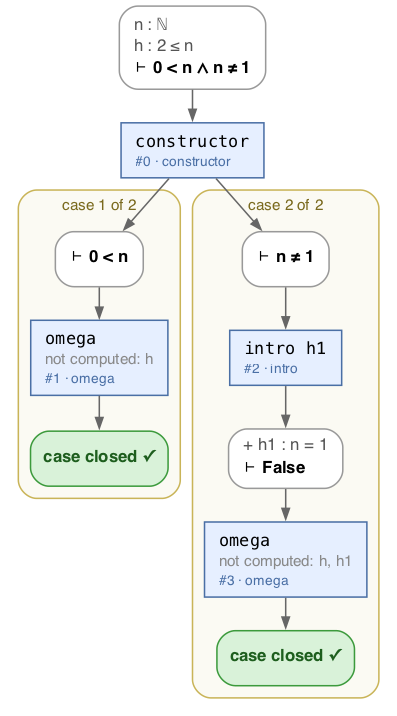 n : ℕ
h : 2 ≤ n
⊢ 0 < n ∧ n ≠ 1
constructor
#0 · constructor
case 1 of 2
⊢ 0 < n
omega
not computed: h
#1 · omega
case closed ✓
case 2 of 2
⊢ n ≠ 1
intro h1
#2 · intro
+ h1 : n = 1
⊢ False
omega
not computed: h, h1
#3 · omega
case closed ✓